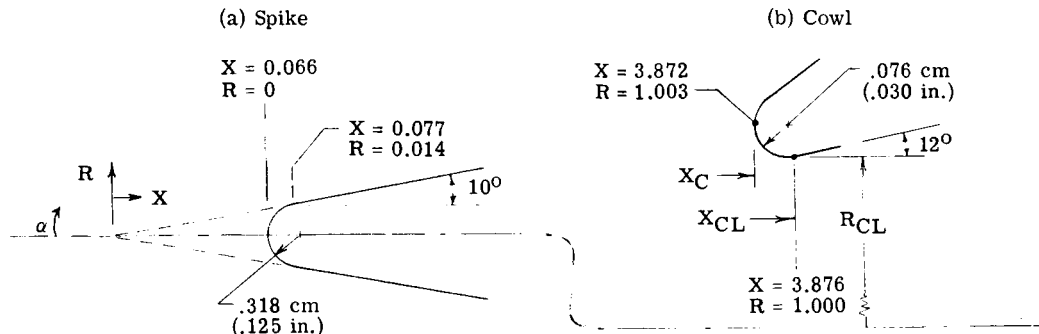 (a) Spike
X = 0.066
R = 0
X = 0.077
R = 0.014
R
X
α
10°
.318 cm
(.125 in.)
(b) Cowl
X = 3.872
R = 1.003
.076 cm
(.030 in.)
12°
X_C
X_CL
R_CL
X = 3.876
R = 1.000